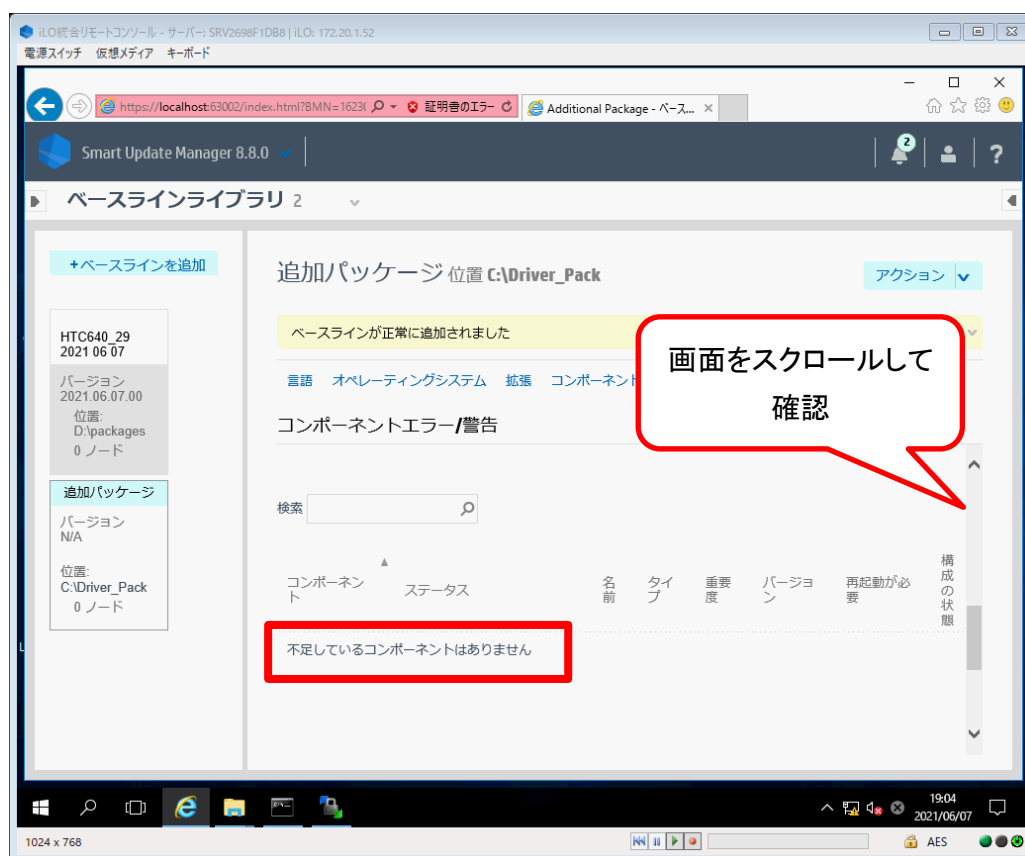 iLO統合リモートコンソール - サーバー: SRV2698F1DB8 | iLO: 172.20.1.52
電源スイッチ 仮想メディア キーボード
https://localhost:63002/index.html?BMN=1623( 証明書のエラー Additional Package - ベース...
Smart Update Manager 8.8.0
2
?
ベースラインライブラリ 2
+ベースラインを追加
HTC640_29
2021 06 07
バージョン
2021.06.07.00
位置:
D:\packages
0 ノード
追加パッケージ
バージョン
N/A
位置:
C:\Driver_Pack
0 ノード
追加パッケージ 位置 C:\Driver_Pack
アクション
ベースラインが正常に追加されました
言語 オペレーティングシステム 拡張 コンポーネント
画面をスクロールして
確認
コンポーネントエラー/警告
検索
コンポーネント ステータス 名前 タイプ 重要度 バージョン 再起動が必要 構成の状態
不足しているコンポーネントはありません
19:04
2021/06/07
1024 x 768
AES